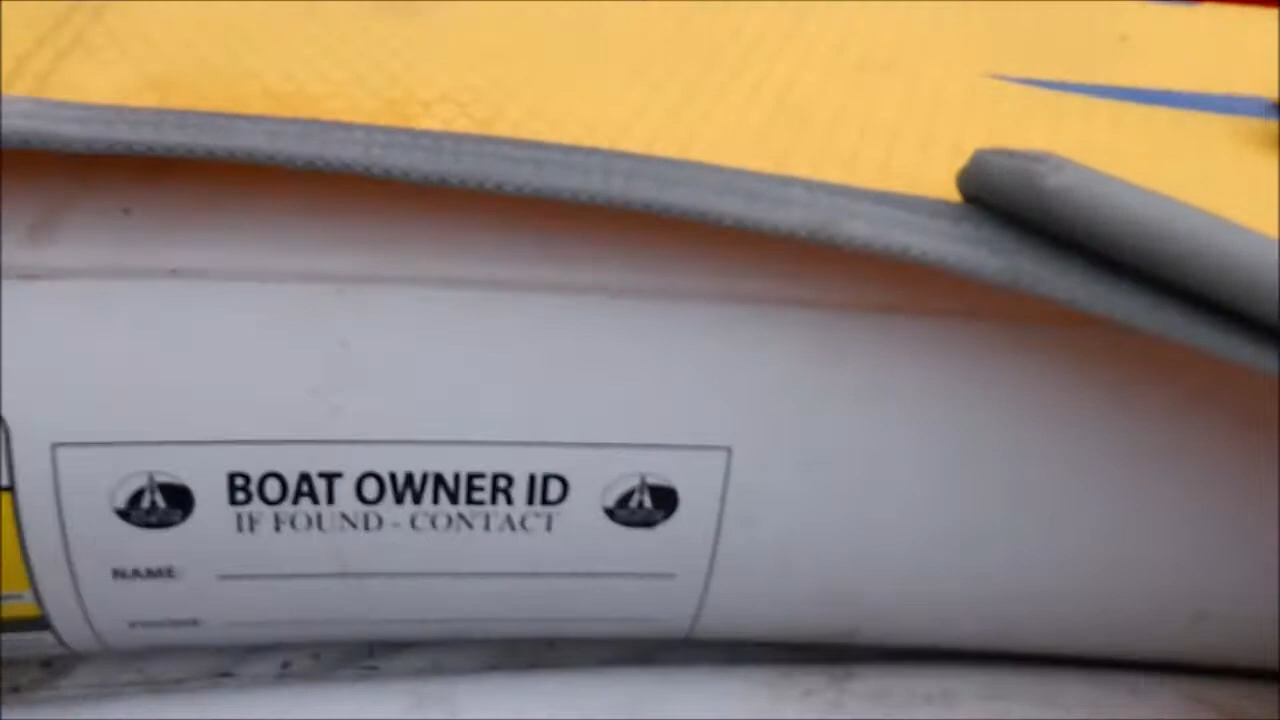 BOAT OWNER ID
IF FOUND - CONTACT
NAME: